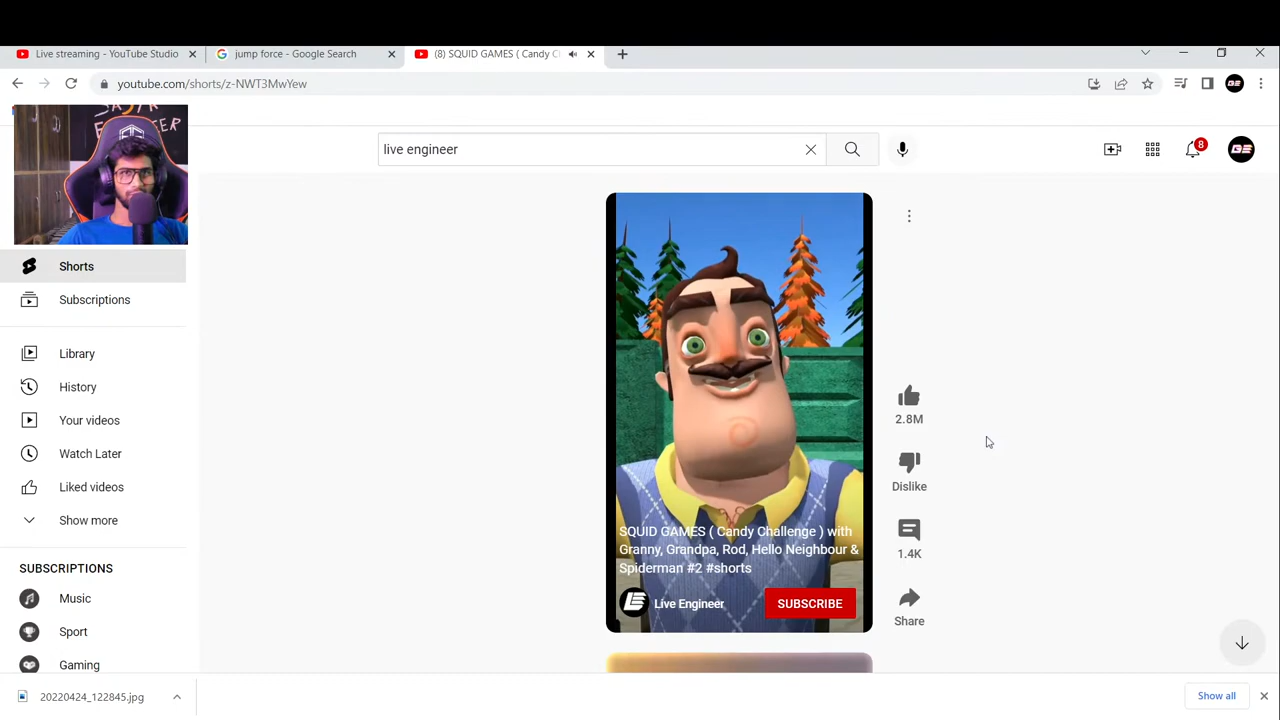 Live streaming - YouTube Studio
jump force - Google Search
(8) SQUID GAMES ( Candy C
youtube.com/shorts/z-NWT3MwYew
ENGINEER
live engineer
8
GE
Shorts
Subscriptions
Library
History
Your videos
Watch Later
Liked videos
Show more
SUBSCRIPTIONS
Music
Sport
Gaming
SQUID GAMES ( Candy Challenge ) with
Granny, Grandpa, Rod, Hello Neighbour &
Spiderman #2 #shorts
Live Engineer
SUBSCRIBE
2.8M
Dislike
1.4K
Share
20220424_122845.jpg
Show all